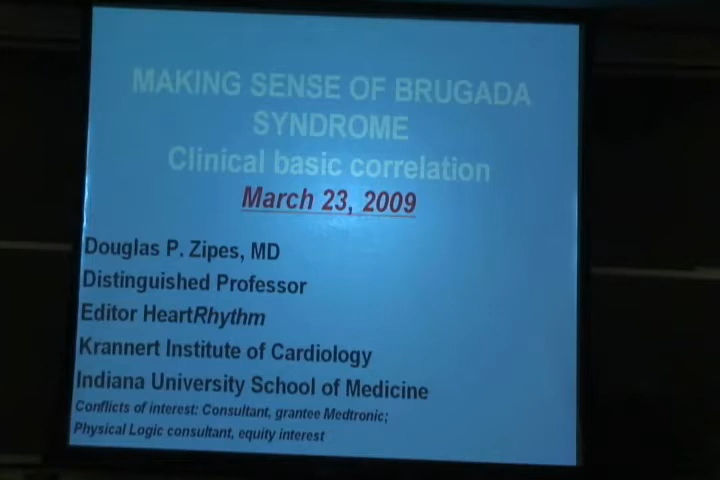 MAKING SENSE OF BRUGADA
SYNDROME
Clinical basic correlation
March 23, 2009
Douglas P. Zipes, MD
Distinguished Professor
Editor HeartRhythm
Krannert Institute of Cardiology
Indiana University School of Medicine
Conflicts of interest: Consultant, grantee Medtronic;
Physical Logic consultant, equity interest